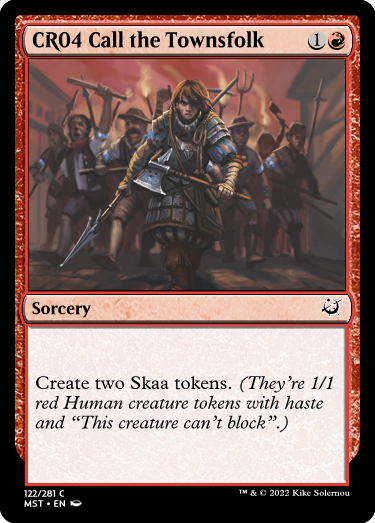 CR04 Call the Townsfolk 1
Sorcery
Create two Skaa tokens. (They're 1/1
red Human creature tokens with haste
and “This creature can't block”.)
122/281 C
MST • EN
™ & © 2022 Kike Solernou